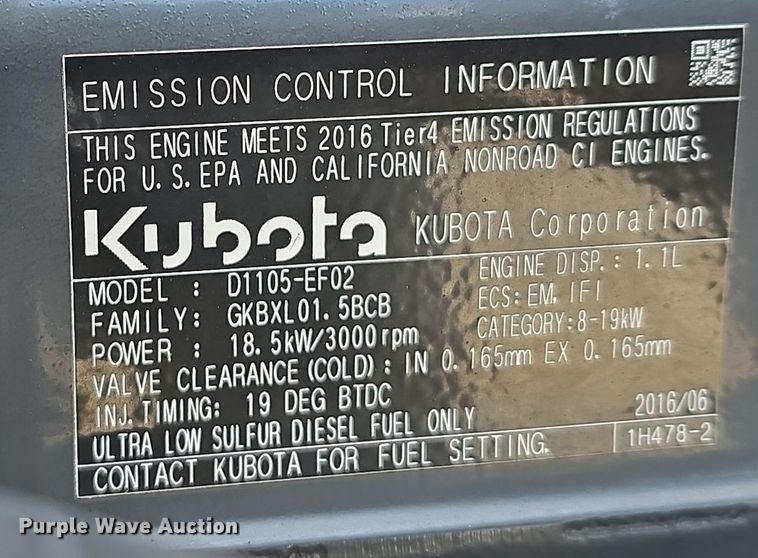 EMISSION CONTROL INFORMATION
THIS ENGINE MEETS 2016 Tier4 EMISSION REGULATIONS
FOR U.S.EPA AND CALIFORNIA NONROAD CI ENGINES.
Kubota KUBOTA Corporation
MODEL : D1105-EF02 ENGINE DISP.: 1.1L
FAMILY: GKBXL01.5BCB ECS:EM, IFI
POWER : 18.5kW/3000rpm CATEGORY:8-19kW
VALVE CLEARANCE(COLD): IN 0.165mm EX 0.165mm
INJ.TIMING: 19 DEG BTDC 2016/06
ULTRA LOW SULFUR DIESEL FUEL ONLY
CONTACT KUBOTA FOR FUEL SETTING. 1H478-2
Purple Wave Auction